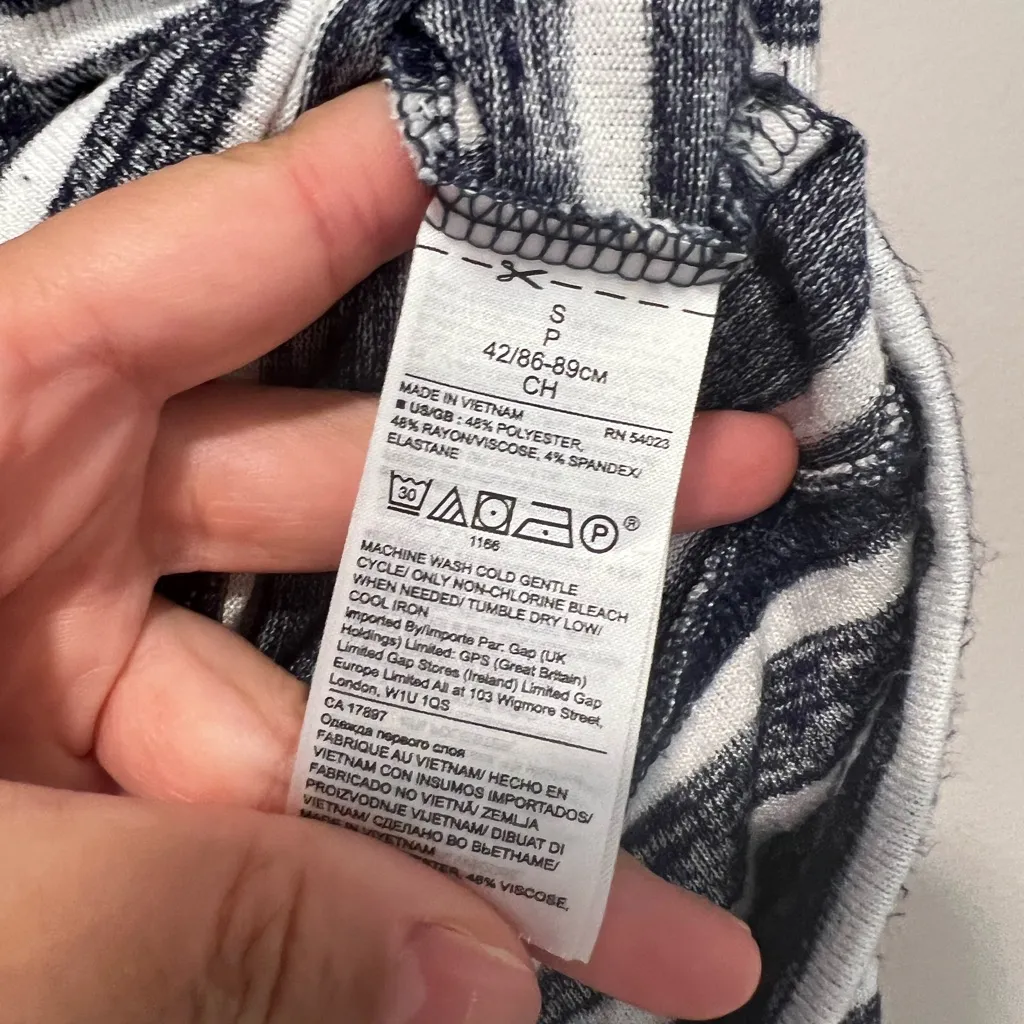 S
P
42/86-89CM
CH
MADE IN VIETNAM
RN 54023
■ US/GB : 48% POLYESTER,
48% RAYON/VISCOSE, 4% SPANDEX/
ELASTANE
30
P ®
1166
MACHINE WASH COLD GENTLE
CYCLE/ ONLY NON-CHLORINE BLEACH
WHEN NEEDED/ TUMBLE DRY LOW/
COOL IRON
Imported By/Importe Par: Gap (UK
Holdings) Limited: GPS (Great Britain)
Limited Gap Stores (Ireland) Limited Gap
Europe Limited All at 103 Wigmore Street,
London, W1U 1QS
CA 17897
Одежда первого слоя
FABRIQUE AU VIETNAM/ HECHO EN
VIETNAM CON INSUMOS IMPORTADOS/
FABRICADO NO VIETNÃ/ ZEMLJA
PROIZVODNJE VIJETNAM/ DIBUAT DI
VIETNAM/ СДЕЛАНО ВО ВЬЕТНАМЕ/
MADE IN VIYETNAM
48% VISCOSE,